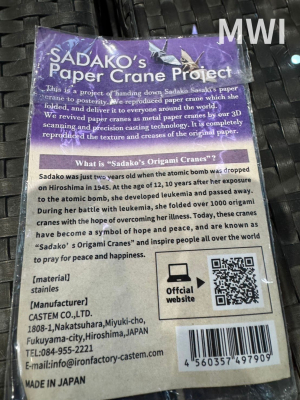 MWI
SADAKO's
Paper Crane Project
This is a project of handing down Sadako Sasaki's paper
crane to posterity. We reproduced paper crane which she
folded, and deliver it to everyone around the world.
We revived paper cranes as metal paper cranes by our 3D
scanning and precision casting technology. It is completely
reproduced the texture and creases of the original paper.
What is "Sadako's Origami Cranes"?
Sadako was just two years old when the atomic bomb was dropped
on Hiroshima in 1945. At the age of 12, 10 years after her exposure
to the atomic bomb, she developed leukemia and passed away.
During her battle with leukemia, she folded over 1000 origami
cranes with the hope of overcoming her illness. Today, these cranes
have become a symbol of hope and peace, and are known as
"Sadako' s Origami Cranes" and inspire people all over the world
to pray for peace and happiness.
[material]
stainles
[Manufacturer]
CASTEM CO.,LTD.
1808-1,Nakatsuhara,Miyuki-cho,
Fukuyama-city,Hiroshima,JAPAN
TEL:084-955-2221
E-mail:info@ironfactory-castem.com
MADE IN JAPAN
Offcial
website
4 560357 497909